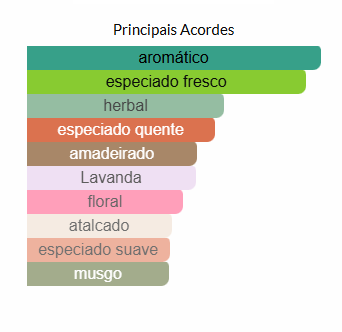 Principais Acordes
aromático
especiado fresco
herbal
especiado quente
amadeirado
Lavanda
floral
atalcado
especiado suave
musgo